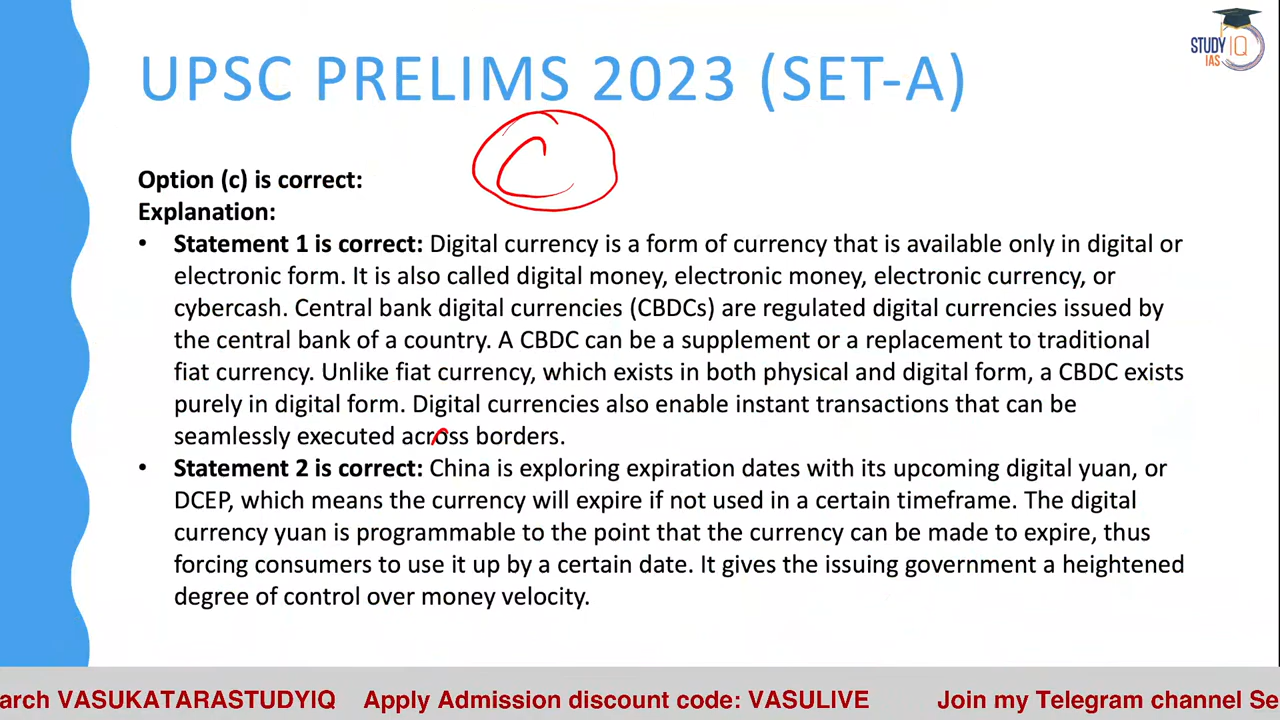 STUDY IQ
IAS
UPSC PRELIMS 2023 (SET-A)
C
Option (c) is correct:
Explanation:
• Statement 1 is correct: Digital currency is a form of currency that is available only in digital or
electronic form. It is also called digital money, electronic money, electronic currency, or
cybercash. Central bank digital currencies (CBDCs) are regulated digital currencies issued by
the central bank of a country. A CBDC can be a supplement or a replacement to traditional
fiat currency. Unlike fiat currency, which exists in both physical and digital form, a CBDC exists
purely in digital form. Digital currencies also enable instant transactions that can be
seamlessly executed across borders.
• Statement 2 is correct: China is exploring expiration dates with its upcoming digital yuan, or
DCEP, which means the currency will expire if not used in a certain timeframe. The digital
currency yuan is programmable to the point that the currency can be made to expire, thus
forcing consumers to use it up by a certain date. It gives the issuing government a heightened
degree of control over money velocity.
arch VASUKATARASTUDYIQ Apply Admission discount code: VASULIVE Join my Telegram channel Se